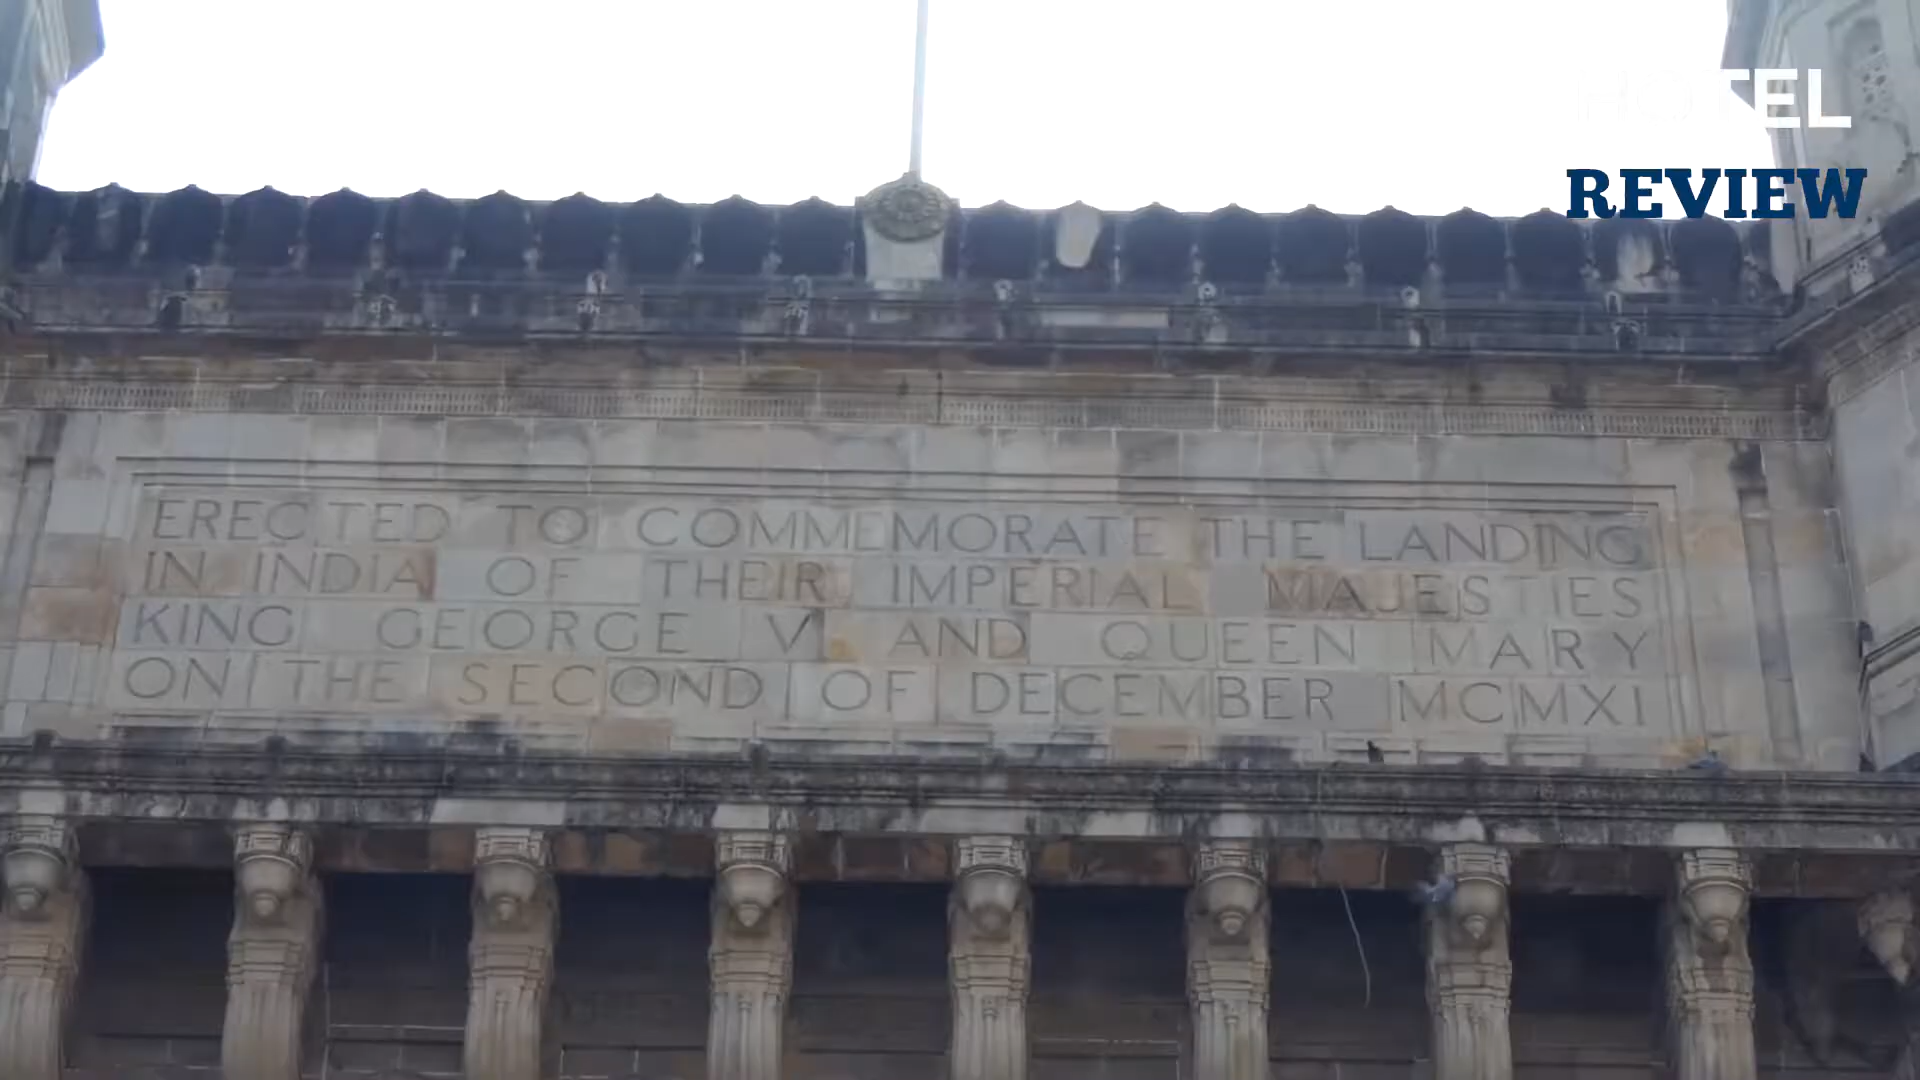 HOTEL
REVIEW
ERECTED TO COMMEMORATE THE LANDING
IN INDIA OF THEIR IMPERIAL MAJESTIES
KING GEORGE V AND QUEEN MARY
ON THE SECOND OF DECEMBER MCMXI